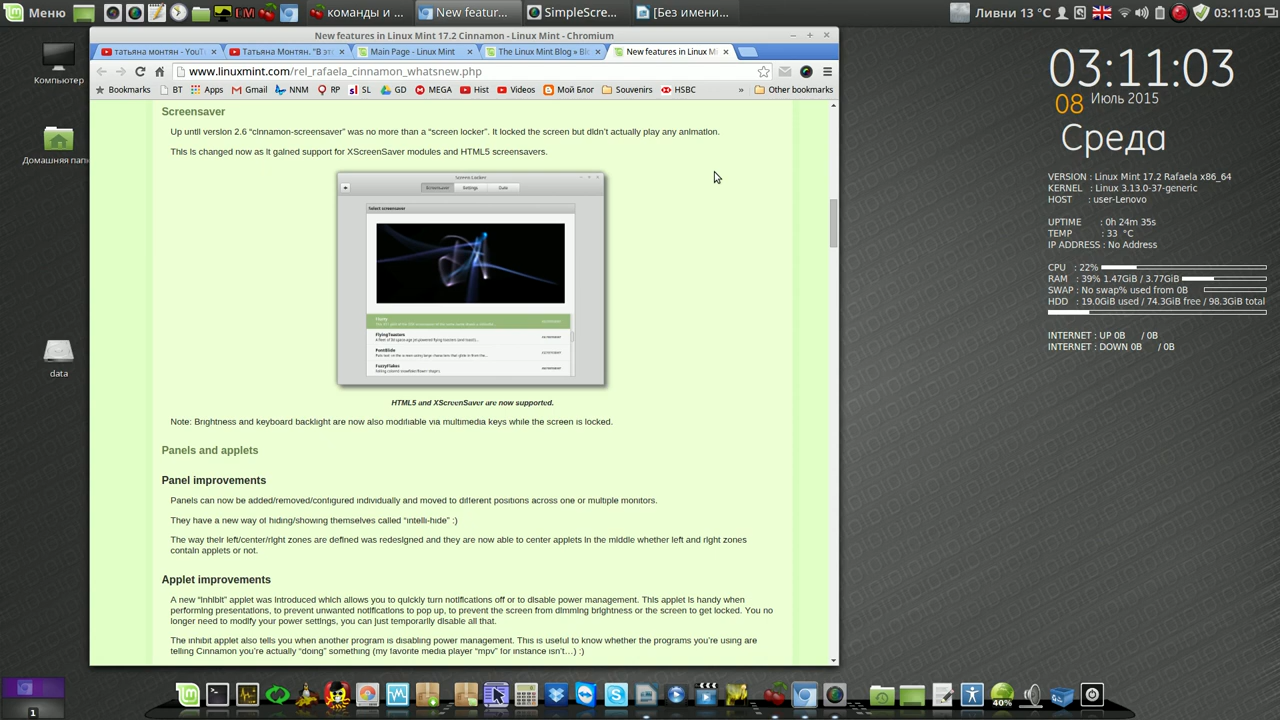 Меню
команды и ...
New featur...
SimpleScre...
[Без имени...
Ливни 13 °C
03:11:03
New features in Linux Mint 17.2 Cinnamon - Linux Mint - Chromium
татьяна монтян - YouT
Татьяна Монтян. "В эт
Main Page - Linux Mint
The Linux Mint Blog » Bl
New features in Linux Mi
www.linuxmint.com/rel_rafaela_cinnamon_whatsnew.php
Bookmarks
BT
Apps
Gmail
NNM
RP
SL
GD
MEGA
Hist
Videos
Мой Блог
Souvenirs
HSBC
»
Other bookmarks
Screensaver
Up until version 2.6 “cinnamon-screensaver” was no more than a “screen locker”. It locked the screen but didn’t actually play any animation.
This is changed now as it gained support for XScreenSaver modules and HTML5 screensavers.
Screen Locker
Screensaver
Settings
Date
Select screensaver
FlyingToasters
FontGlide
FuzzyFlakes
HTML5 and XScreenSaver are now supported.
Note: Brightness and keyboard backlight are now also modifiable via multimedia keys while the screen is locked.
Panels and applets
Panel improvements
Panels can now be added/removed/configured individually and moved to different positions across one or multiple monitors.
They have a new way of hiding/showing themselves called “intelli-hide” :)
The way their left/center/right zones are defined was redesigned and they are now able to center applets in the middle whether left and right zones
contain applets or not.
Applet improvements
A new “inhibit” applet was introduced which allows you to quickly turn notifications off or to disable power management. This applet is handy when
performing presentations, to prevent unwanted notifications to pop up, to prevent the screen from dimming brightness or the screen to get locked. You no
longer need to modify your power settings, you can just temporarily disable all that.
The inhibit applet also tells you when another program is disabling power management. This is useful to know whether the programs you’re using are
telling Cinnamon you’re actually “doing” something (my favorite media player “mpv” for instance isn’t…) :)
Компьютер
Домашняя папк
data
03:11:03
08 Июль 2015
Среда
VERSION : Linux Mint 17.2 Rafaela x86_64
KERNEL : Linux 3.13.0-37-generic
HOST : user-Lenovo
UPTIME : 0h 24m 35s
TEMP : 33 °C
IP ADDRESS : No Address
CPU : 22%
RAM : 39% 1.47GiB / 3.77GiB
SWAP : No swap% used from 0B
HDD : 19.0GiB used / 74.3GiB free / 98.3GiB total
INTERNET : UP 0B / 0B
INTERNET : DOWN 0B / 0B
1
40%